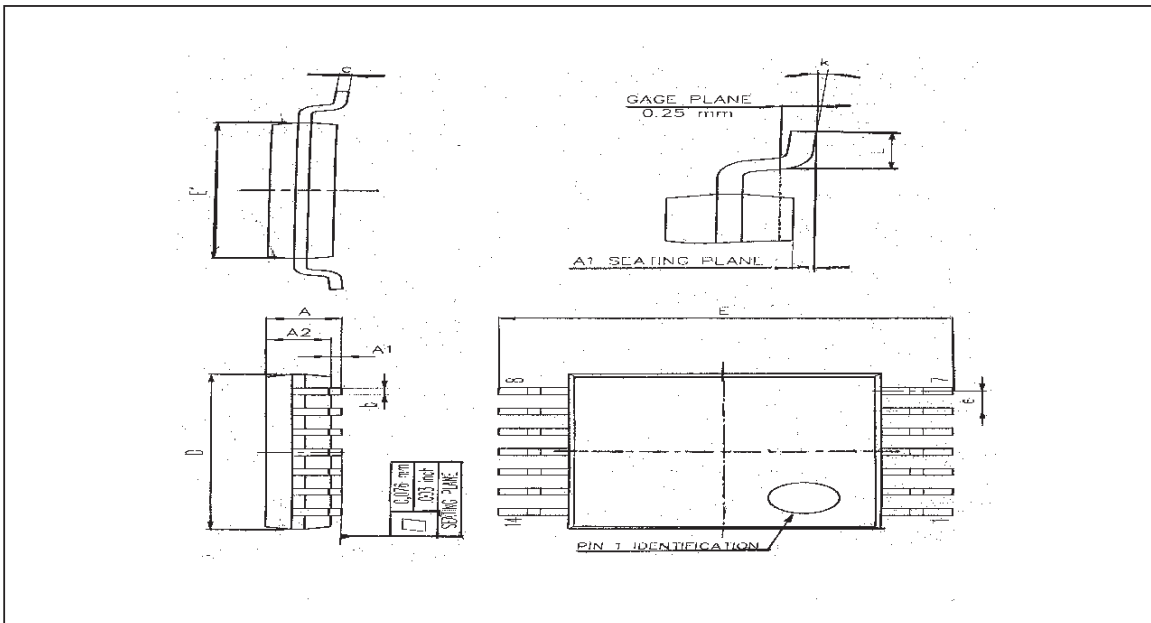 c
k
GAGE PLANE
0.25 mm
L
E'
A1 SEATING PLANE
A
A2
A1
b
D
0,076 mm
.003 inch
SEATING PLANE
E
8
7
e
14
1
PIN 1 IDENTIFICATION